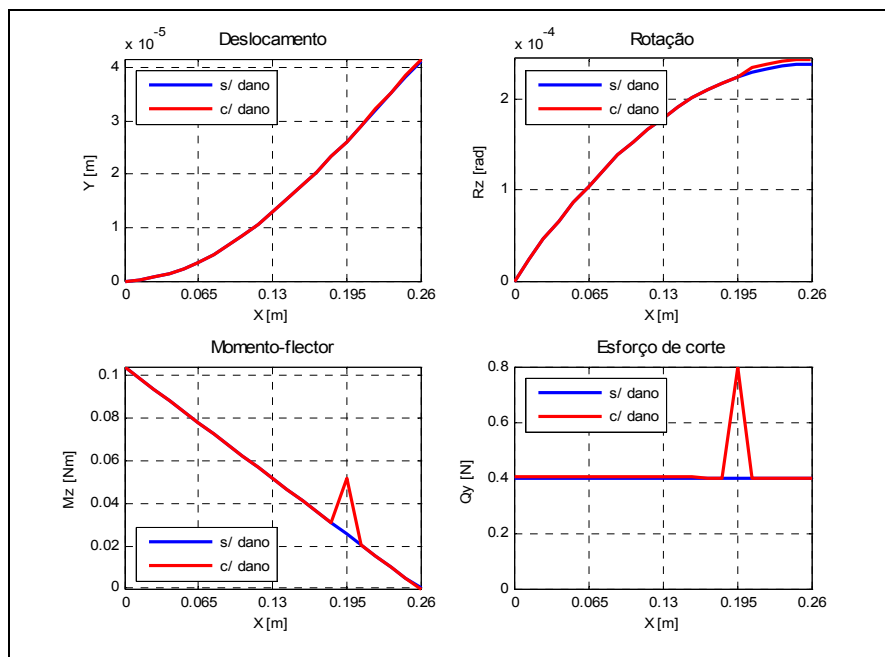 Deslocamento
x 10-5
Y [m]
4
3
2
1
0
s/ dano
c/ dano
0 0.065 0.13 0.195 0.26
X [m]
Rotação
x 10-4
Rz [rad]
2
1
0
s/ dano
c/ dano
0 0.065 0.13 0.195 0.26
X [m]
Momento-flector
Mz [Nm]
0.1
0.08
0.06
0.04
0.02
0
s/ dano
c/ dano
0 0.065 0.13 0.195 0.26
X [m]
Esforço de corte
Qy [N]
0.8
0.6
0.4
0.2
0
s/ dano
c/ dano
0 0.065 0.13 0.195 0.26
X [m]